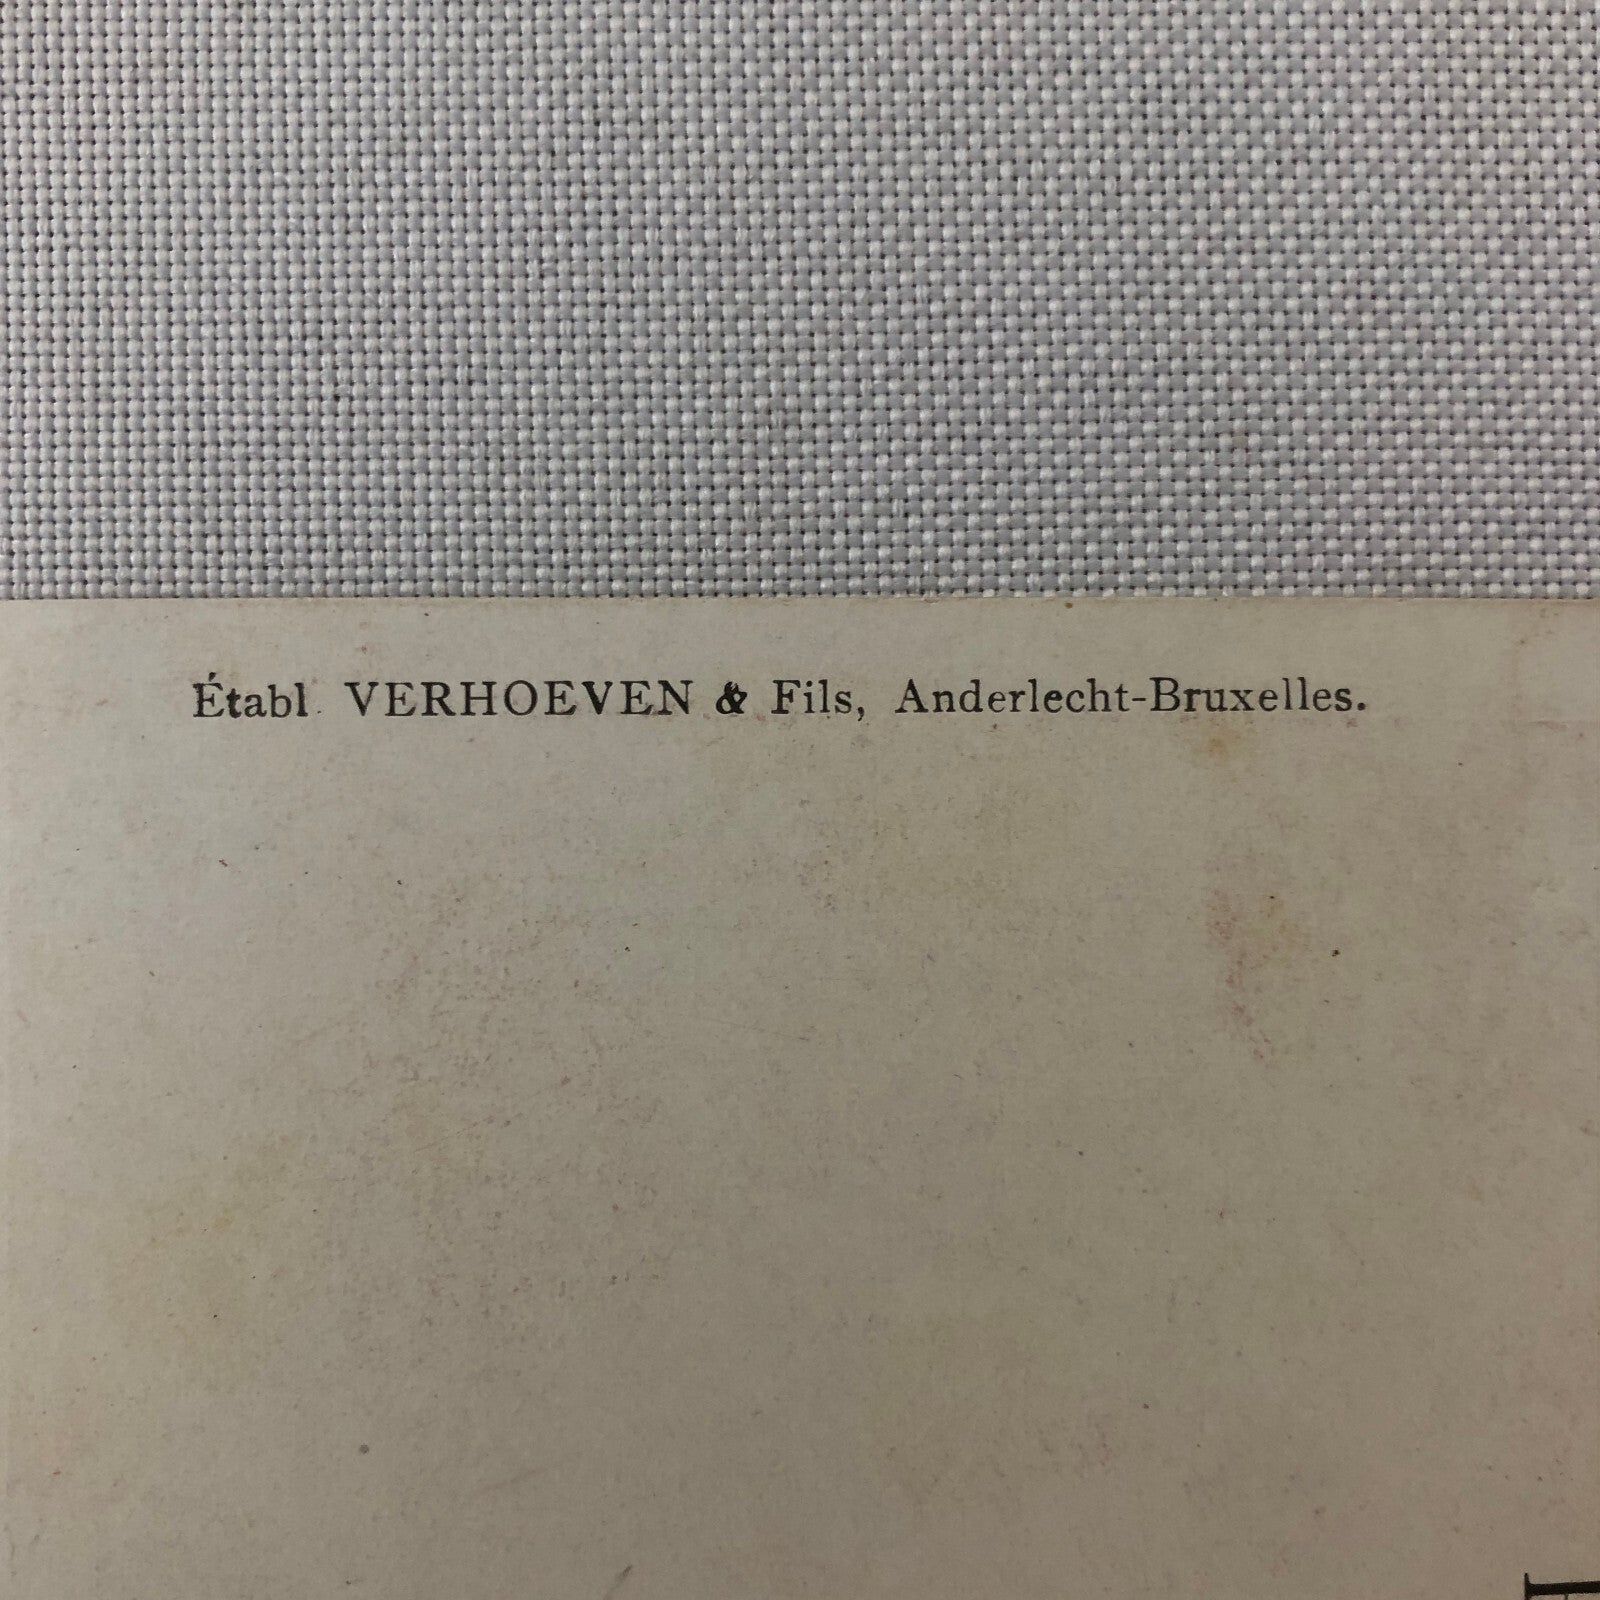 Établ. VERHOEVEN & Fils, Anderlecht-Bruxelles.